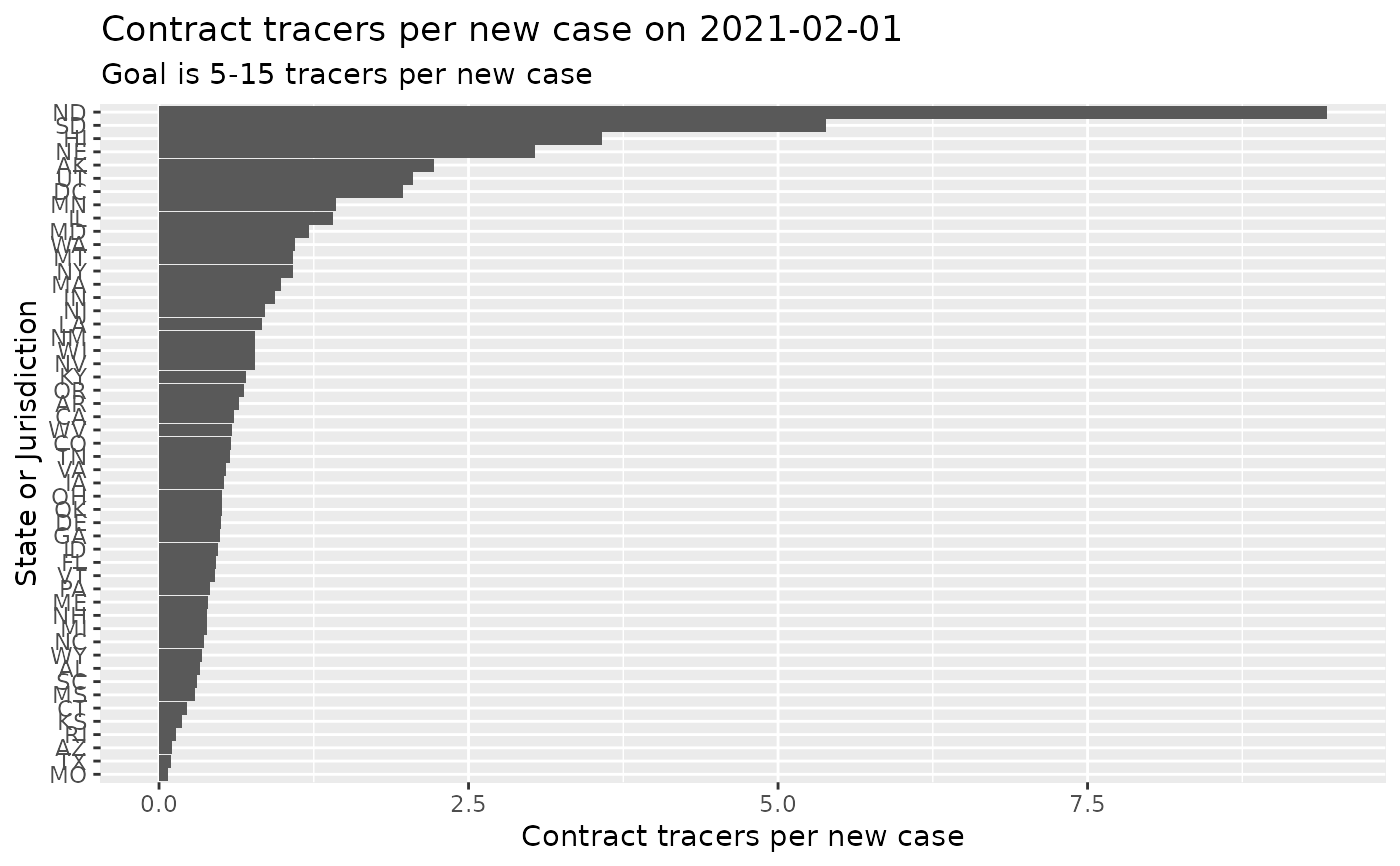 Contract tracers per new case on 2021-02-01
Goal is 5-15 tracers per new case
State or Jurisdiction
ND
SD
HI
NE
AK
UT
DC
MN
IL
MD
WA
MT
NY
MA
IN
NJ
LA
NM
WI
NV
KY
OR
AR
CA
WV
CO
TN
VA
IA
OH
OK
DE
GA
ID
FL
VT
PA
ME
NH
MI
NC
WY
AL
SC
MS
CT
KS
RI
AZ
TX
MO
0.0 2.5 5.0 7.5
Contract tracers per new case